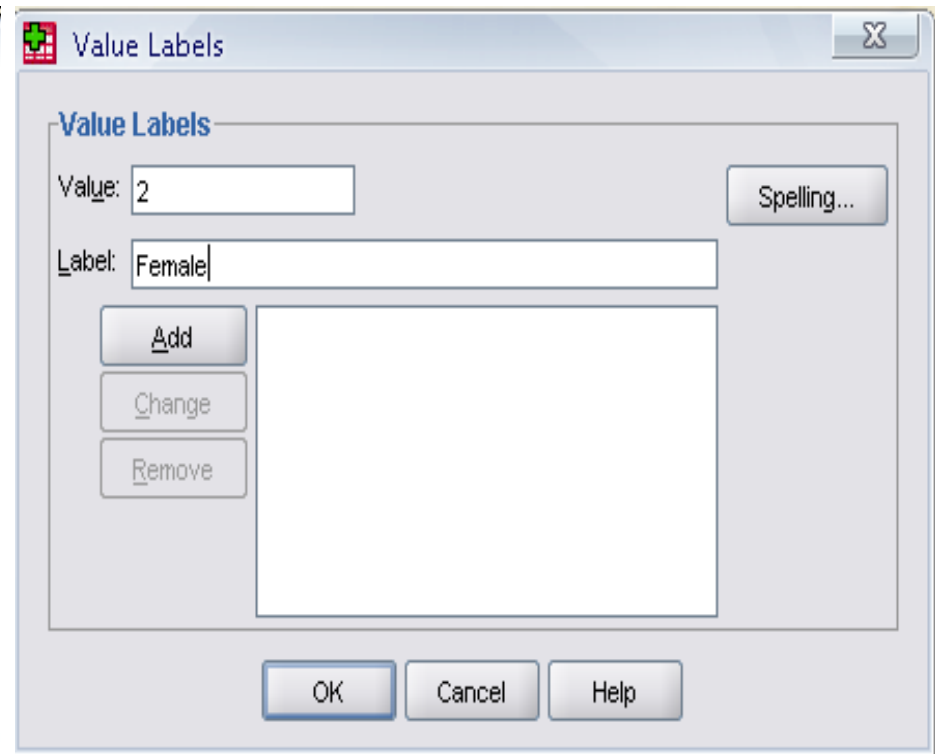 Value Labels
Value Labels
Value: 2
Spelling...
Label: Female
Add
Change
Remove
OK Cancel Help